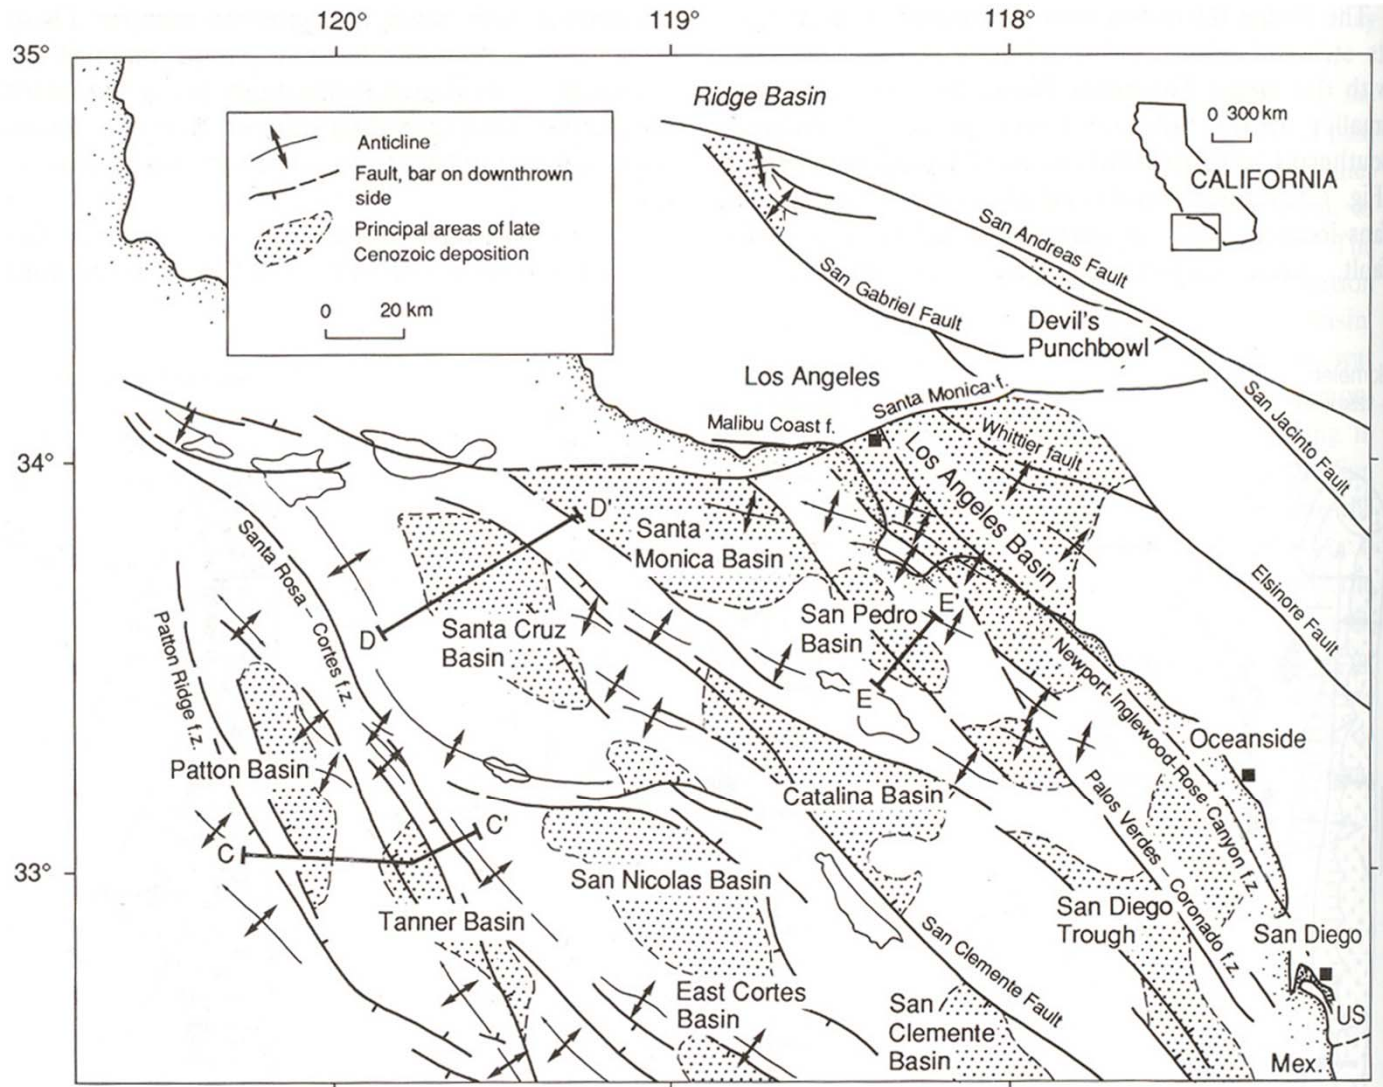 120°
119°
118°
35°
34°
33°
Ridge Basin
0 300 km
CALIFORNIA
Anticline
Fault, bar on downthrown
side
Principal areas of late
Cenozoic deposition
0 20 km
San Andreas Fault
San Gabriel Fault
Devil's
Punchbowl
Los Angeles
Santa Monica f.
Malibu Coast f.
San Jacinto Fault
Whittier fault
Los Angeles Basin
Elsinore Fault
D'
Santa
Monica Basin
Santa Rosa – Cortes f.z.
D
Santa Cruz
Basin
San Pedro
Basin
E'
E
Patton Ridge f.z.
Newport-Inglewood-Rose Canyon f.z.
Oceanside
Patton Basin
Catalina Basin
Palos Verdes – Coronado f.z.
C'
C
San Nicolas Basin
Tanner Basin
San Diego
Trough
San Clemente Fault
San Diego
East Cortes
Basin
San
Clemente
Basin
US
Mex.